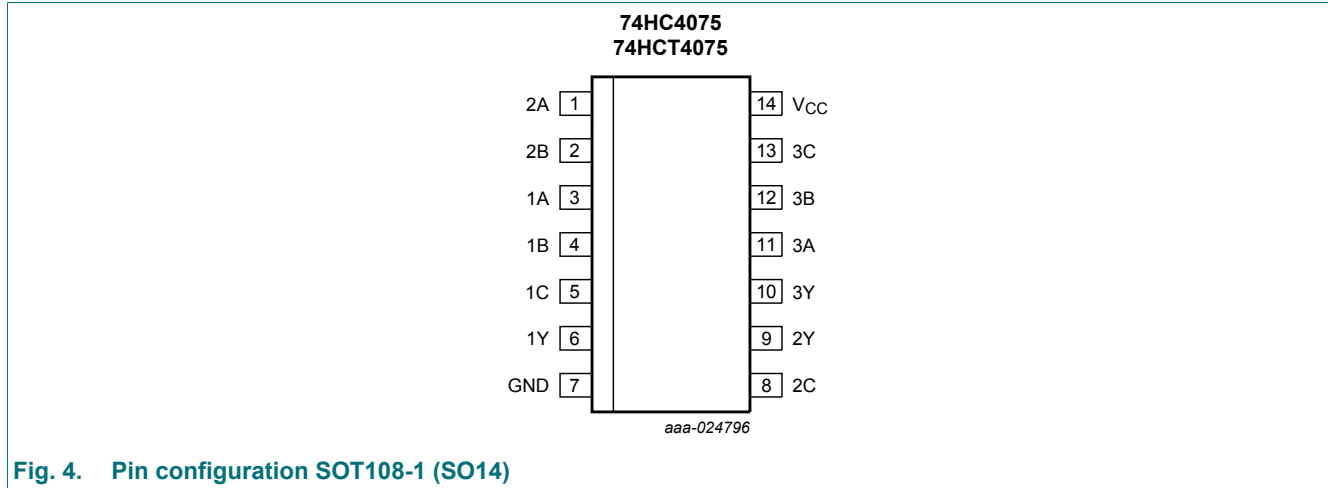 74HC4075
74HCT4075
2A 1 14 VCC
2B 2 13 3C
1A 3 12 3B
1B 4 11 3A
1C 5 10 3Y
1Y 6 9 2Y
GND 7 8 2C
aaa-024796
Fig. 4. Pin configuration SOT108-1 (SO14)